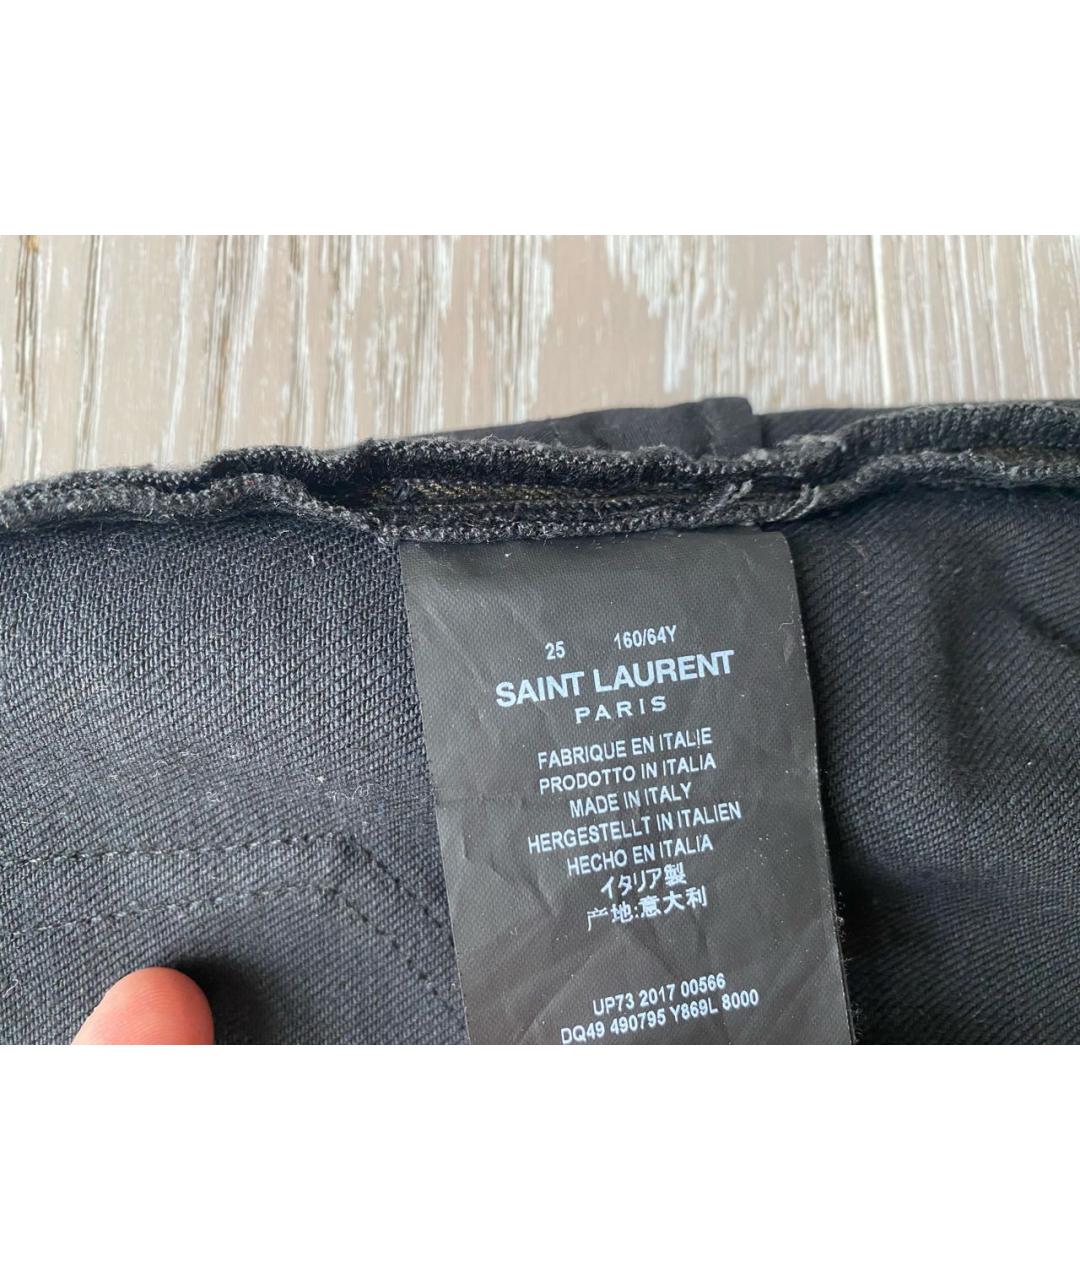 25 160/64Y
SAINT LAURENT
PARIS
FABRIQUE EN ITALIE
PRODOTTO IN ITALIA
MADE IN ITALY
HERGESTELLT IN ITALIEN
HECHO EN ITALIA
イタリア製
产地:意大利
UP73 2017 00566
DQ49 490795 Y869L 8000